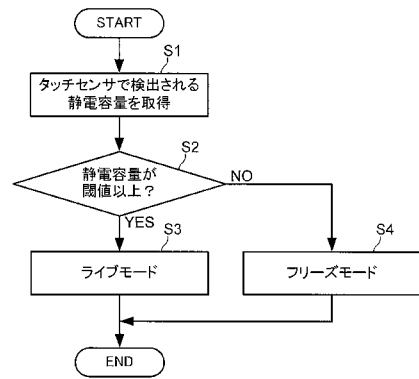 START
S1
タッチセンサで検出される
静電容量を取得
S2
静電容量が
閾値以上？
NO
YES
S3
ライブモード
S4
フリーズモード
END